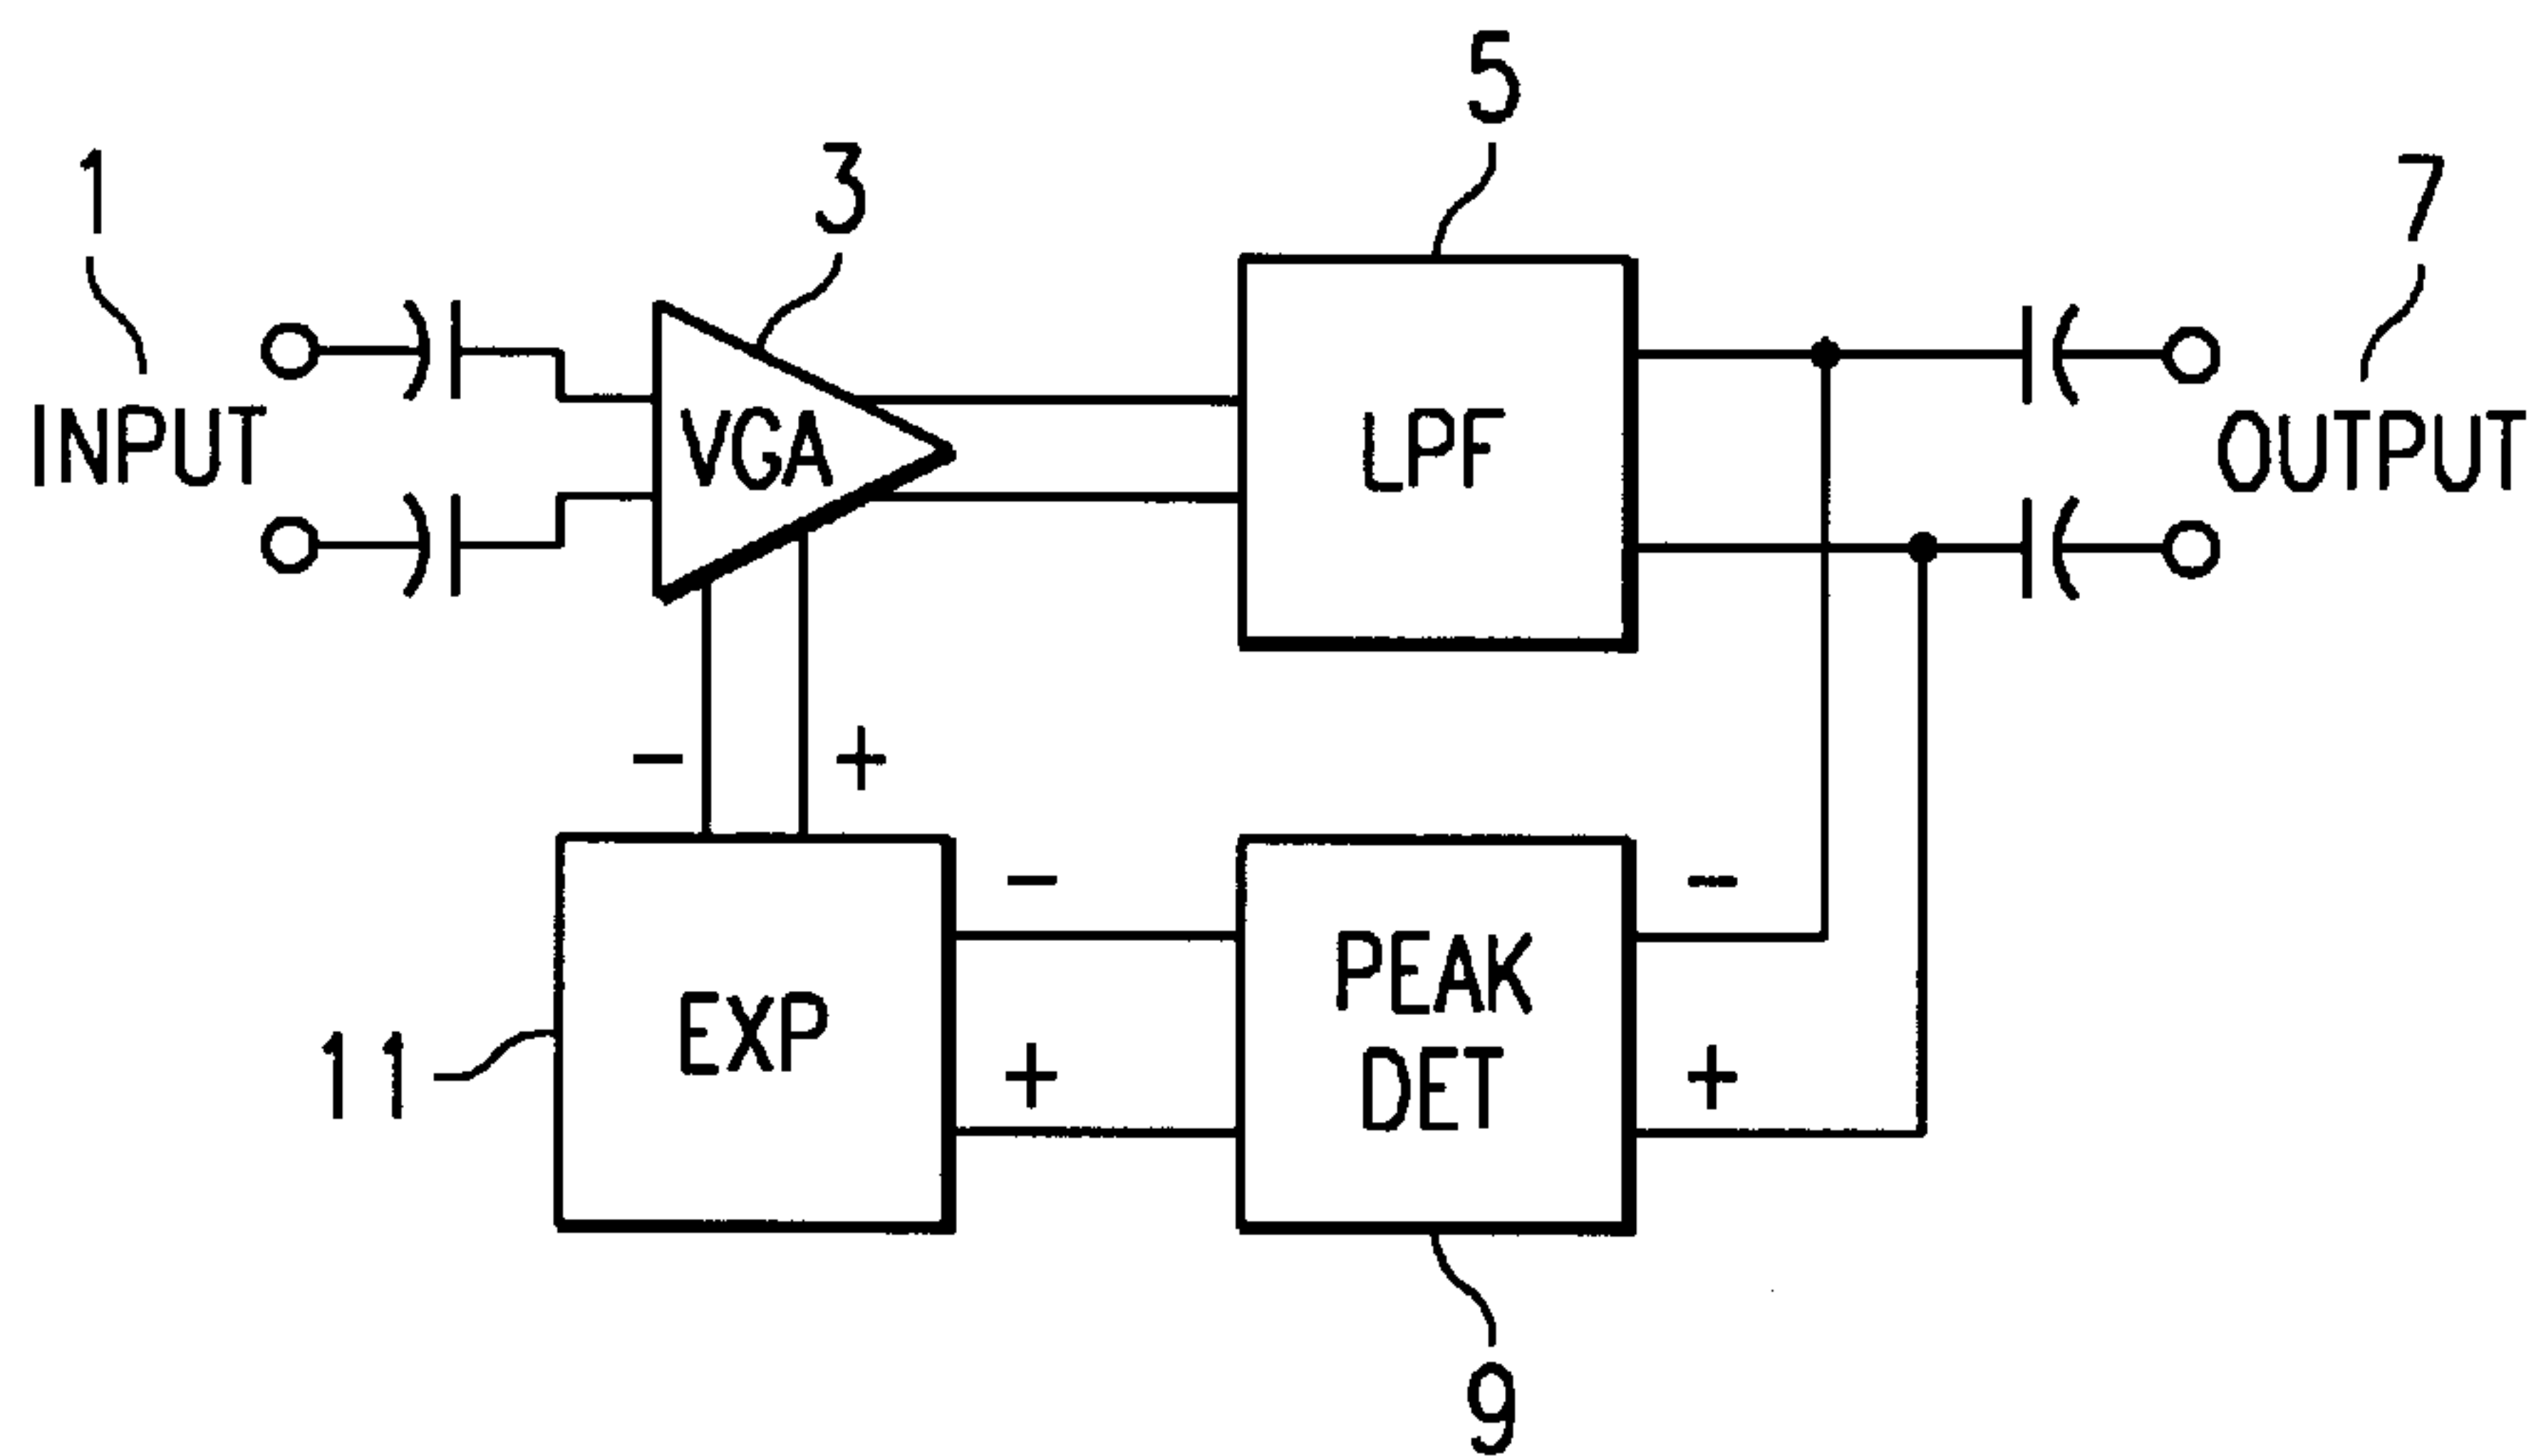 5
1
3
7
INPUT
VGA
LPF
OUTPUT
- +
- -
EXP
PEAK
DET
+ +
11
9